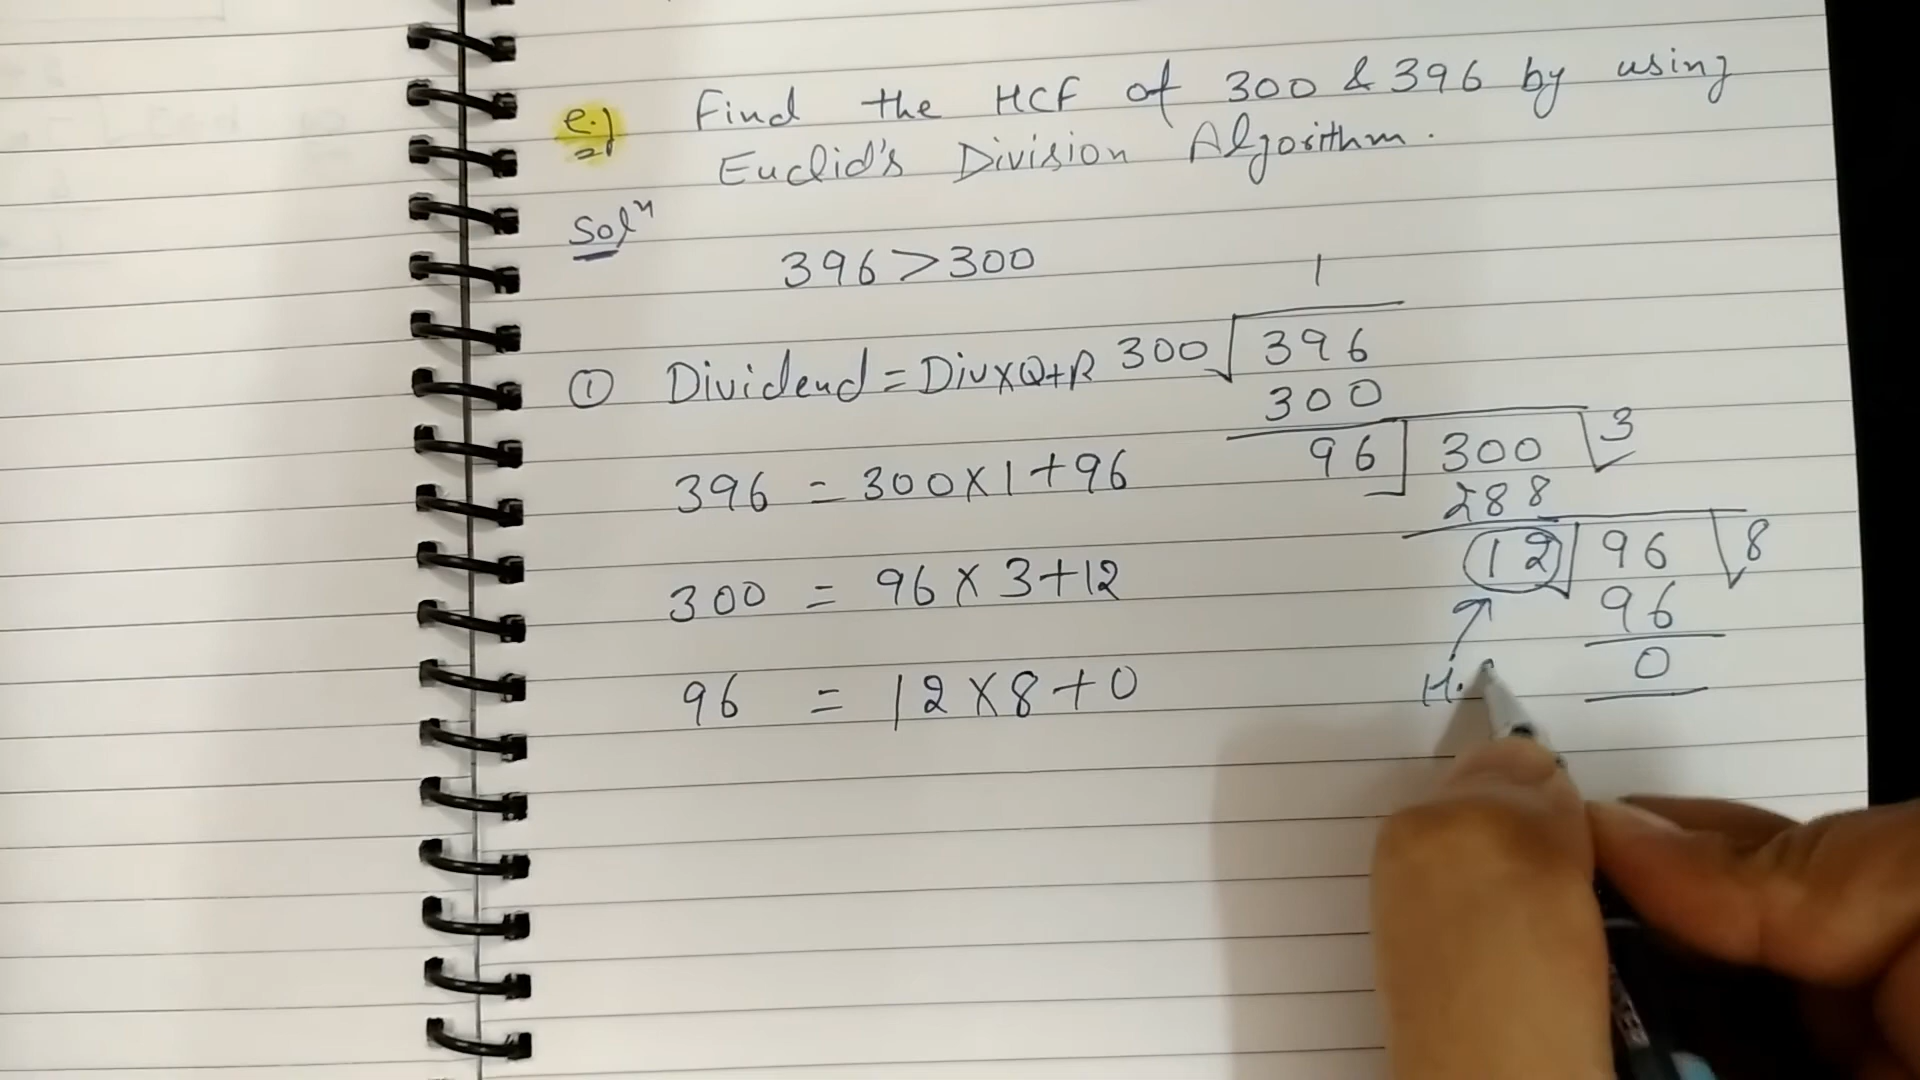 e.g Find the HCF of 300 & 396 by using
Euclid's Division Algorithm.
Solⁿ
396 > 300
① Dividend = Div × Q + R
396 = 300 × 1 + 96
300 = 96 × 3 + 12
96 = 12 × 8 + 0
1
300 396
300
96 300 3
288
12 96 8
96
0
H.